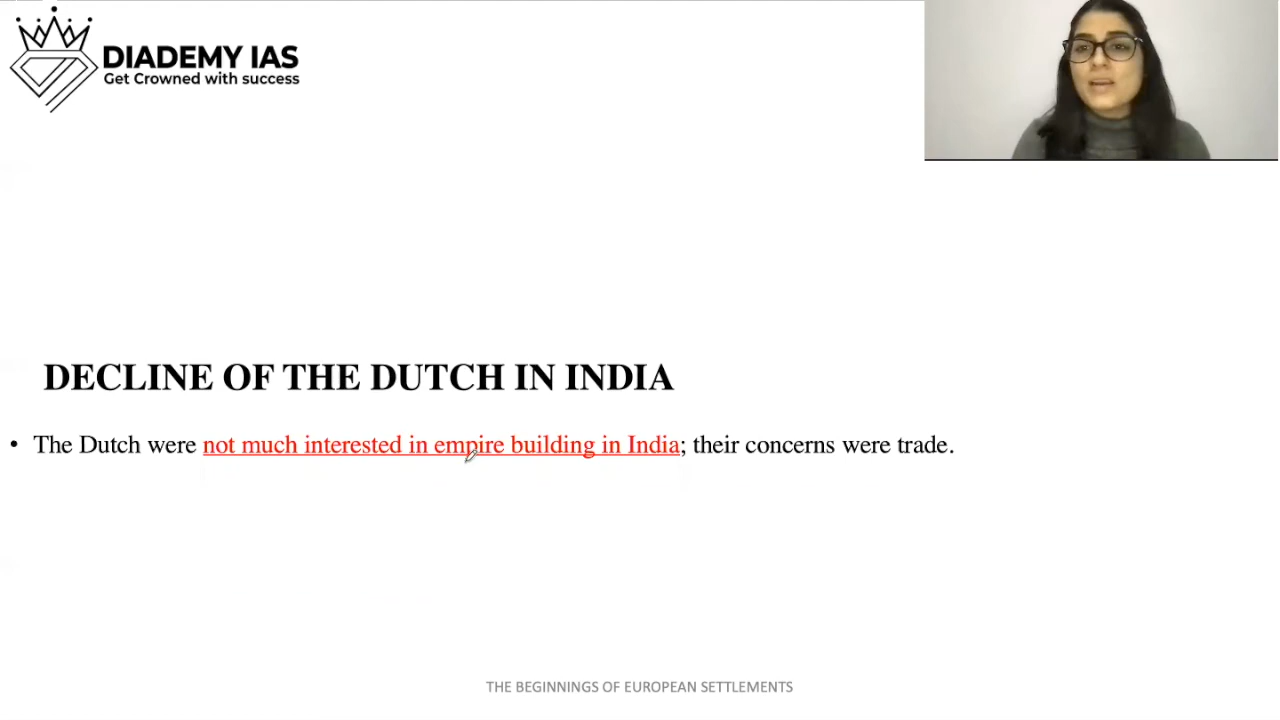 DIADEMY IAS
Get Crowned with success
DECLINE OF THE DUTCH IN INDIA
• The Dutch were not much interested in empire building in India; their concerns were trade.
THE BEGINNINGS OF EUROPEAN SETTLEMENTS